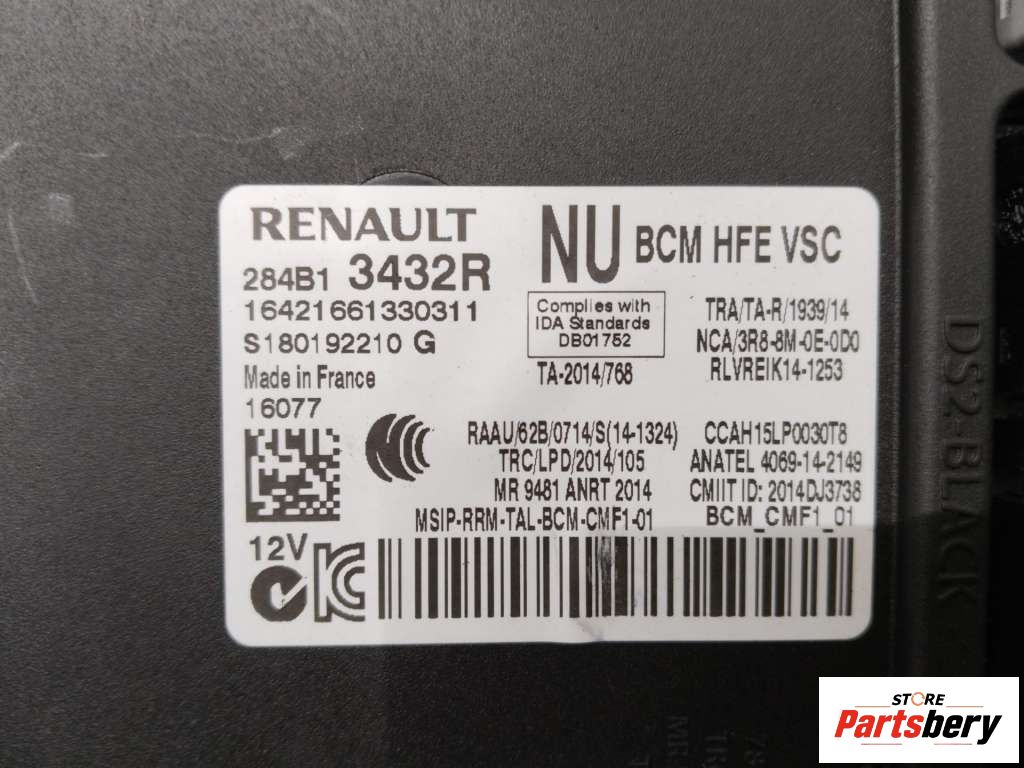 RENAULT
284B1 3432R
16421661330311
S180192210 G
Made in France
16077
NU BCM HFE VSC
Complies with
IDA Standards
DB01752
TA-2014/768
TRA/TA-R/1939/14
NCA/3R8-8M-0E-0D0
RLVREIK14-1253
RAAU/62B/0714/S(14-1324)
TRC/LPD/2014/105
MR 9481 ANRT 2014
MSIP-RRM-TAL-BCM-CMF1-01
CCAH15LP0030T8
ANATEL 4069-14-2149
CMIIT ID: 2014DJ3738
BCM_CMF1_01
12V
DS2-BLACK
STORE
Partsbery